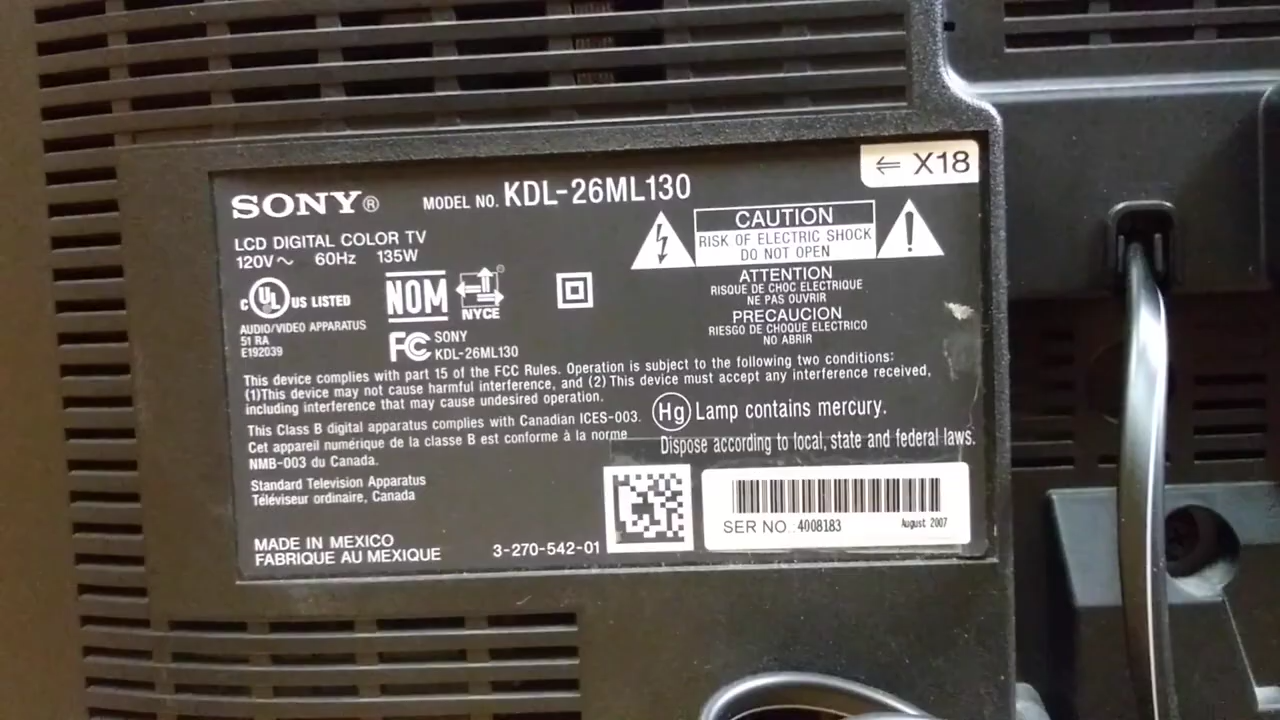 ⇐ X18
SONY® MODEL NO. KDL-26ML130
LCD DIGITAL COLOR TV
120V～ 60Hz 135W
CAUTION
RISK OF ELECTRIC SHOCK
DO NOT OPEN
ATTENTION
RISQUE DE CHOC ELECTRIQUE
NE PAS OUVRIR
PRECAUCION
RIESGO DE CHOQUE ELECTRICO
NO ABRIR
C UL US LISTED
AUDIO/VIDEO APPARATUS
51 RA
E192039
NOM
NYCE
FC SONY
KDL-26ML130
This device complies with part 15 of the FCC Rules. Operation is subject to the following two conditions:
(1)This device may not cause harmful interference, and (2) This device must accept any interference received,
including interference that may cause undesired operation.
This Class B digital apparatus complies with Canadian ICES-003.
Cet appareil numérique de la classe B est conforme à la norme
NMB-003 du Canada.
Hg Lamp contains mercury.
Dispose according to local, state and federal laws.
Standard Television Apparatus
Téléviseur ordinaire, Canada
MADE IN MEXICO
FABRIQUE AU MEXIQUE
3-270-542-01
SER NO.: 4008183 August 2007